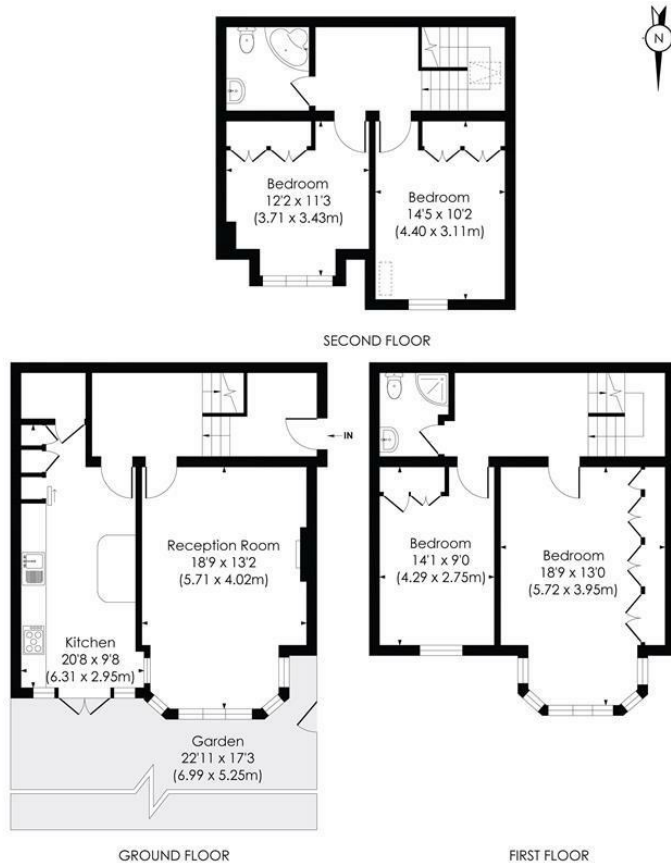 N
Bedroom
12'2 x 11'3
(3.71 x 3.43m)
Bedroom
14'5 x 10'2
(4.40 x 3.11m)
SECOND FLOOR
IN
Reception Room
18'9 x 13'2
(5.71 x 4.02m)
Kitchen
20'8 x 9'8
(6.31 x 2.95m)
Garden
22'11 x 17'3
(6.99 x 5.25m)
GROUND FLOOR
Bedroom
14'1 x 9'0
(4.29 x 2.75m)
Bedroom
18'9 x 13'0
(5.72 x 3.95m)
FIRST FLOOR